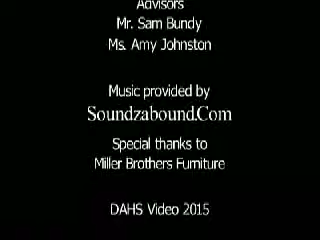 Advisors
Mr. Sam Bundy
Ms. Amy Johnston
Music provided by
Soundzabound.Com
Special thanks to
Miller Brothers Furniture
DAHS Video 2015